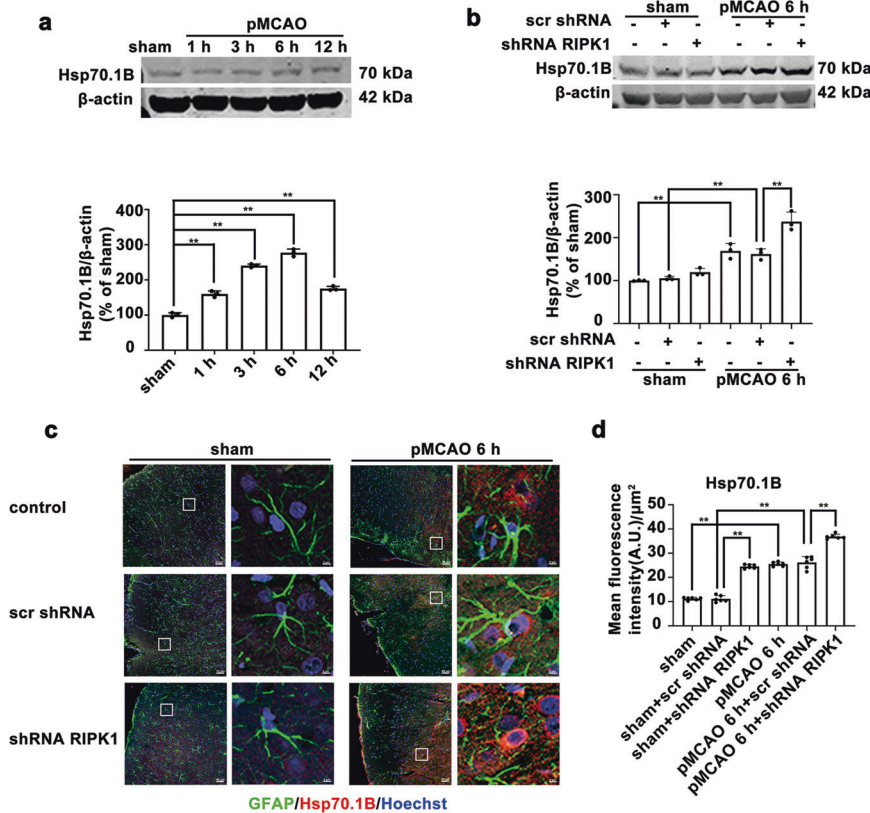 a
pMCAO
sham 1 h 3 h 6 h 12 h
Hsp70.1B 70 kDa
β-actin 42 kDa
Hsp70.1B/β-actin
(% of sham)
400
300
200
100
0
** ** ** **
sham 1 h 3 h 6 h 12 h
b
sham pMCAO 6 h
scr shRNA - + - - + -
shRNA RIPK1 - - + - - +
Hsp70.1B 70 kDa
β-actin 42 kDa
Hsp70.1B/β-actin
(% of sham)
300
200
100
0
** ** **
scr shRNA - + - - + -
shRNA RIPK1 - - + - - +
sham pMCAO 6 h
c
sham pMCAO 6 h
control
scr shRNA
shRNA RIPK1
GFAP/Hsp70.1B/Hoechst
d
Hsp70.1B
Mean fluorescence
intensity(A.U.)/μm²
50
40
30
20
10
0
** ** ** **
sham
sham+scr shRNA
sham+shRNA RIPK1
pMCAO 6 h
pMCAO 6 h+scr shRNA
pMCAO 6 h+shRNA RIPK1